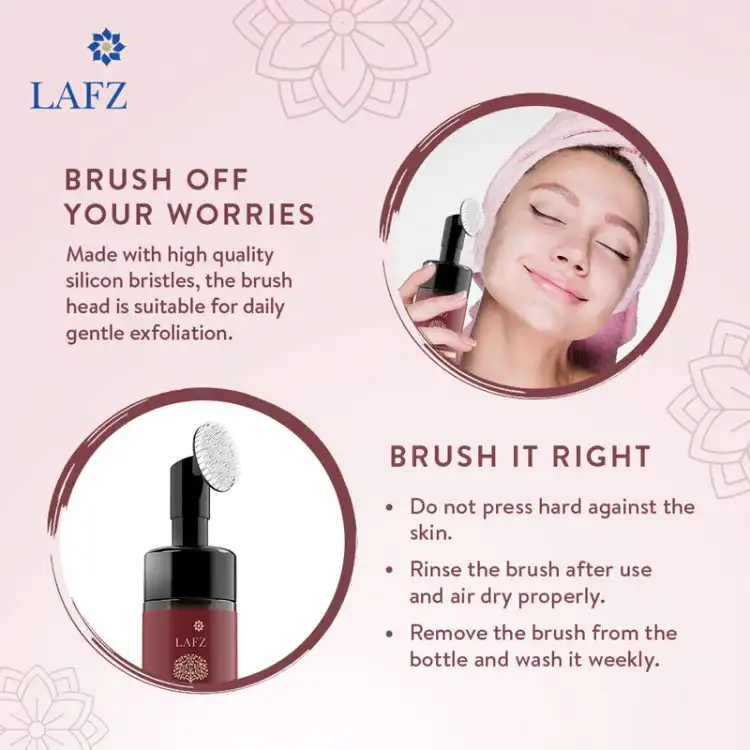 LAFZ
BRUSH OFF
YOUR WORRIES
Made with high quality
silicon bristles, the brush
head is suitable for daily
gentle exfoliation.
BRUSH IT RIGHT
• Do not press hard against the
skin.
• Rinse the brush after use
and air dry properly.
• Remove the brush from the
bottle and wash it weekly.
LAFZ